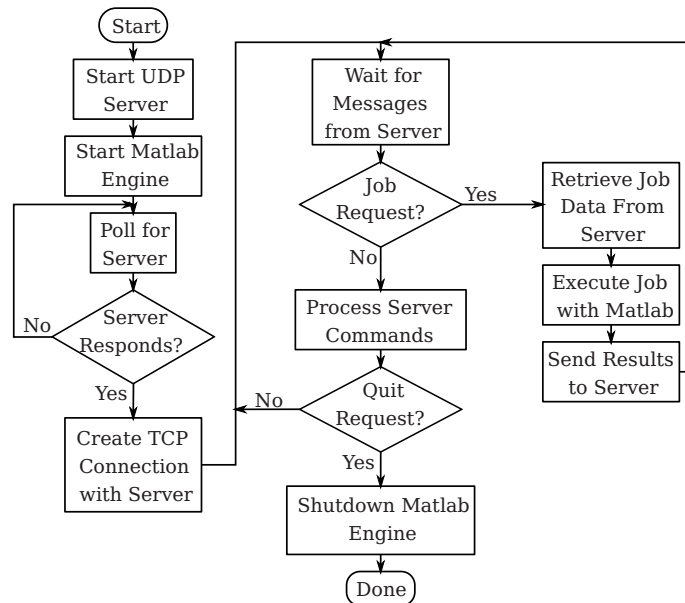 Start
Start UDP
Server
Start Matlab
Engine
Poll for
Server
Server
Responds?
No
Yes
Create TCP
Connection
with Server
Wait for
Messages
from Server
Job
Request?
Yes
No
Process Server
Commands
Quit
Request?
No
Yes
Shutdown Matlab
Engine
Done
Retrieve Job
Data From
Server
Execute Job
with Matlab
Send Results
to Server